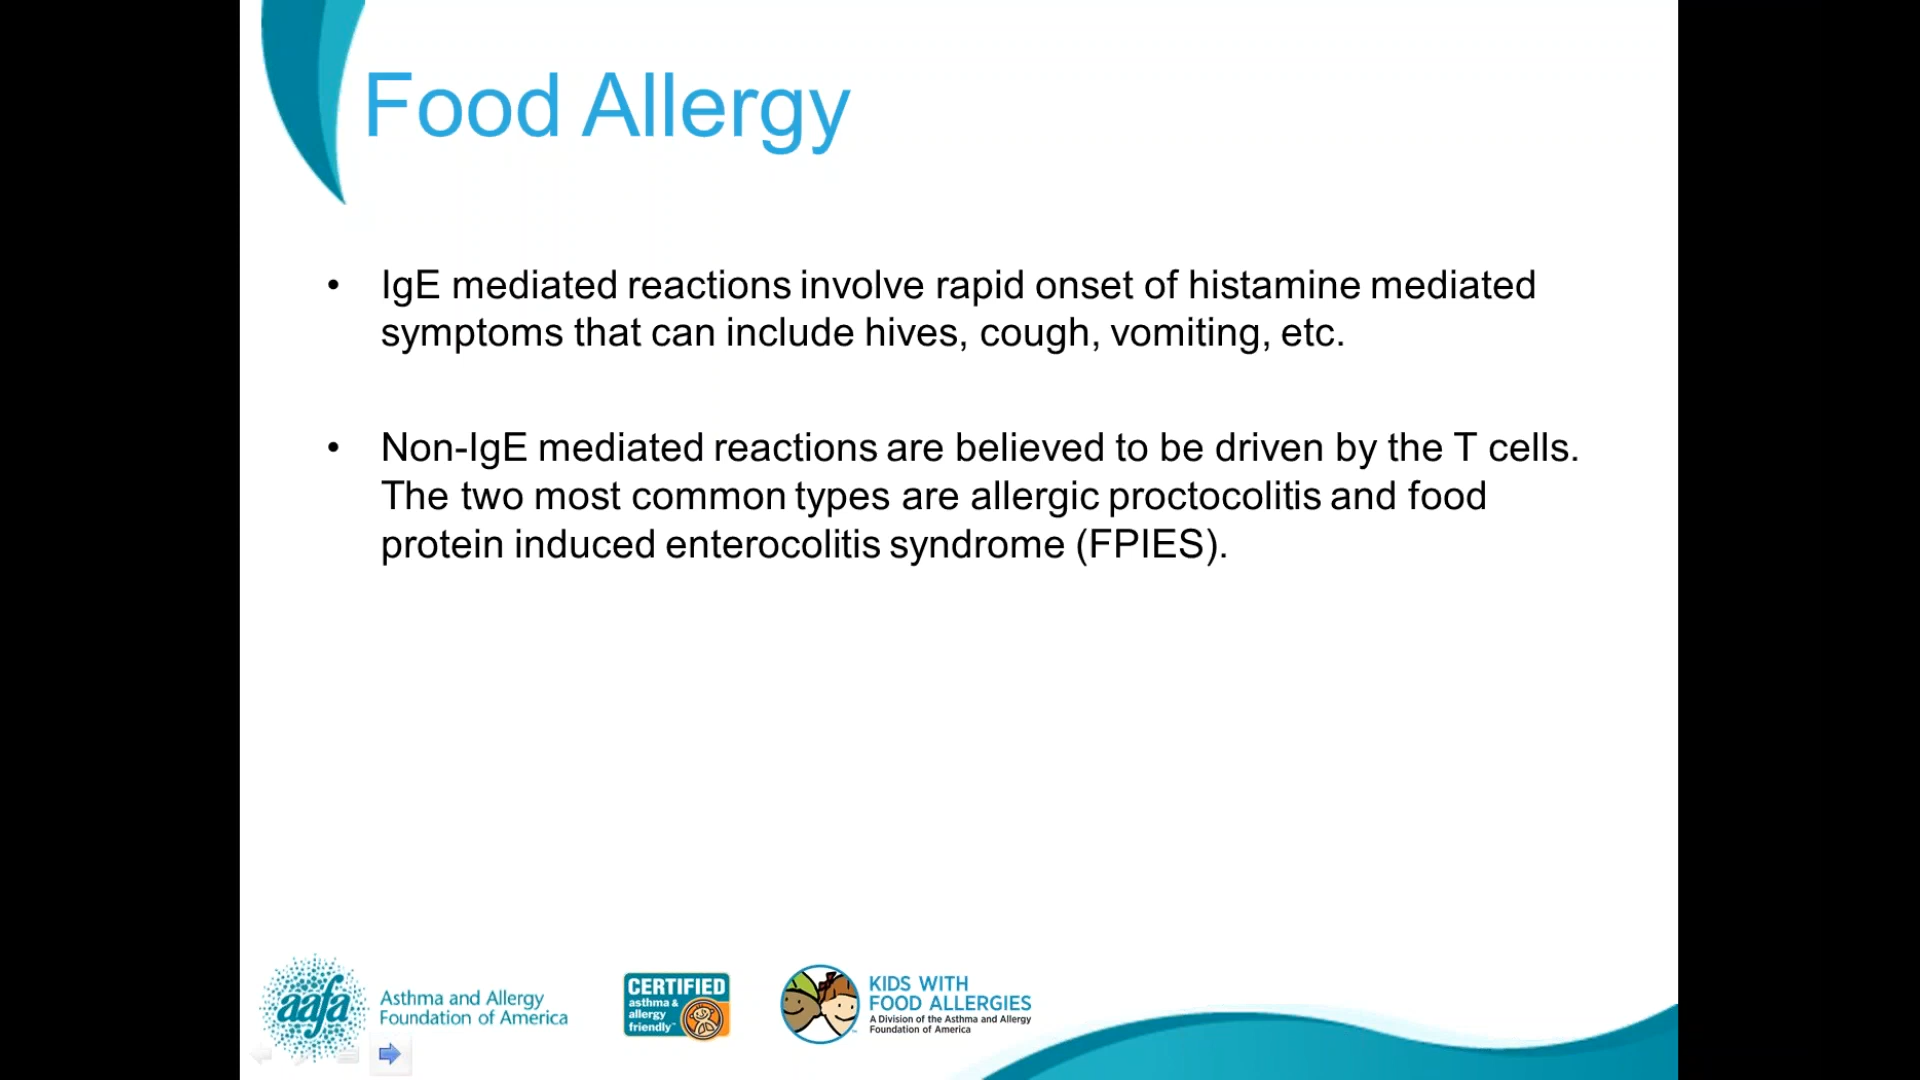 Food Allergy
• IgE mediated reactions involve rapid onset of histamine mediated
symptoms that can include hives, cough, vomiting, etc.
• Non-IgE mediated reactions are believed to be driven by the T cells.
The two most common types are allergic proctocolitis and food
protein induced enterocolitis syndrome (FPIES).
aafa
Asthma and Allergy
Foundation of America
CERTIFIED
asthma &
allergy
friendly™
KIDS WITH
FOOD ALLERGIES
A Division of the Asthma and Allergy
Foundation of America